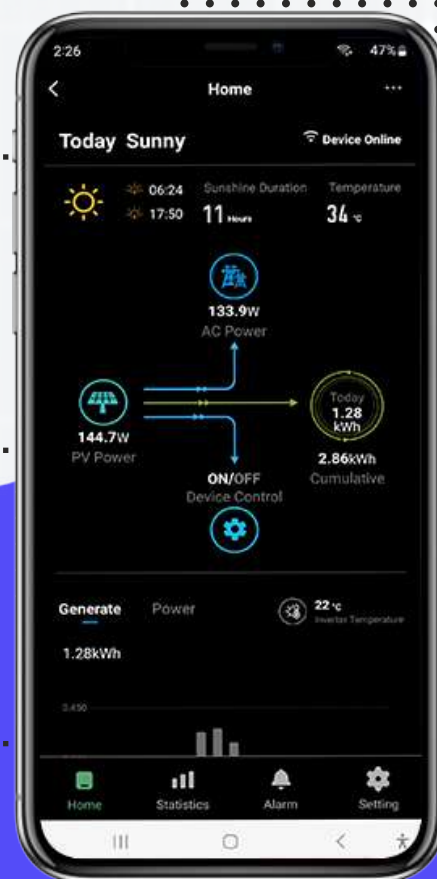 2:26
47%
Home
Today Sunny
Device Online
06:24
17:50
Sunshine Duration
11 Hours
Temperature
34 °C
133.9W
AC Power
144.7W
PV Power
Today
1.28
kWh
2.86kWh
Cumulative
ON/OFF
Device Control
Generate
Power
22 °C
Inverter Temperature
1.28kWh
3.450
Home
Statistics
Alarm
Setting